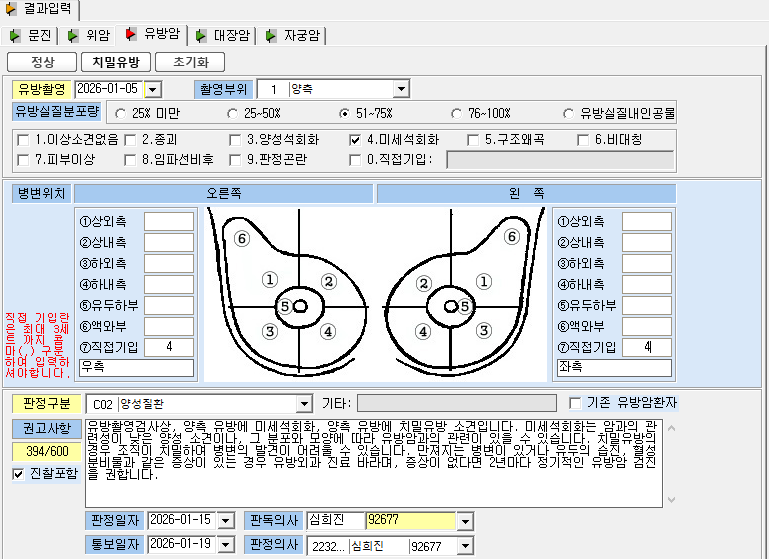 결과입력
문진 위암 유방암 대장암 자궁암
정상 치밀유방 초기화
유방촬영 2026-01-05 촬영부위 1 양측
유방실질분포량 25% 미만 25~50% 51~75% 76~100% 유방실질내인공물
1.이상소견없음 2.종괴 3.양성석회화 4.미세석회화 5.구조왜곡 6.비대칭
7.피부이상 8.임파선비후 9.판정곤란 0.직접기입:
병변위치 오른쪽 왼 쪽
①상외측
②상내측
③하외측
④하내측
⑤유두하부
⑥액와부
⑦직접기입 4
우측
직접 기입란
은 최대 3세
트 까지 콤
마(,) 구분
하여 입력하
셔야합니다.
⑥
① ②
⑤
③ ④
⑥
② ①
⑤
④ ③
①상외측
②상내측
③하외측
④하내측
⑤유두하부
⑥액와부
⑦직접기입 4
좌측
판정구분 C02 양성질환 기타: 기존 유방암환자
권고사항
394/600
진찰포함
유방촬영검사상, 양측 유방에 미세석회화, 양측 유방에 치밀유방 소견입니다. 미세석회화는 암과의 관
련성이 낮은 양성 소견이나, 그 분포와 모양에 따라 유방암과의 관련이 있을 수 있습니다. 치밀유방의
경우 조직이 치밀하여 병변의 발견이 어려울 수 있습니다. 만져지는 병변이 있거나 유두의 습진, 혈성
분비물과 같은 증상이 있는 경우 유방외과 진료 바라며, 증상이 없다면 2년마다 정기적인 유방암 검진
을 권합니다.
판정일자 2026-01-15 판독의사 심희진 92677
통보일자 2026-01-19 판정의사 2232... 심희진 92677